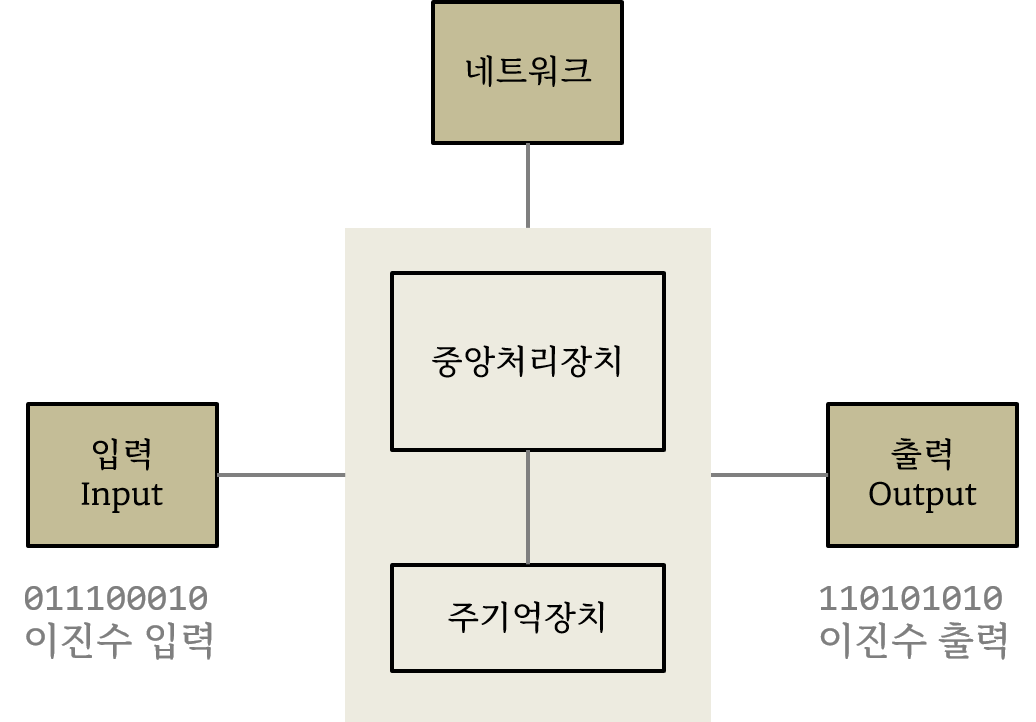 네트워크
중앙처리장치
입력
Input
출력
Output
011100010
이진수 입력
110101010
이진수 출력
주기억장치